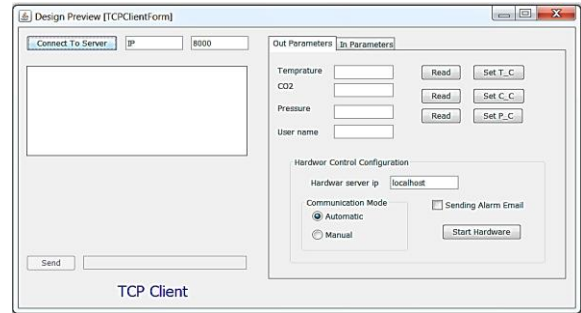 Design Preview [TCPClientForm]
Connect To Server IP 8000
Out Parameters In Parameters
Temprature Read Set T_C
CO2 Read Set C_C
Pressure Read Set P_C
User name
Hardwor Control Configuration
Hardwar server ip localhost
Communication Mode Sending Alarm Email
Automatic
Manual Start Hardware
Send
TCP Client